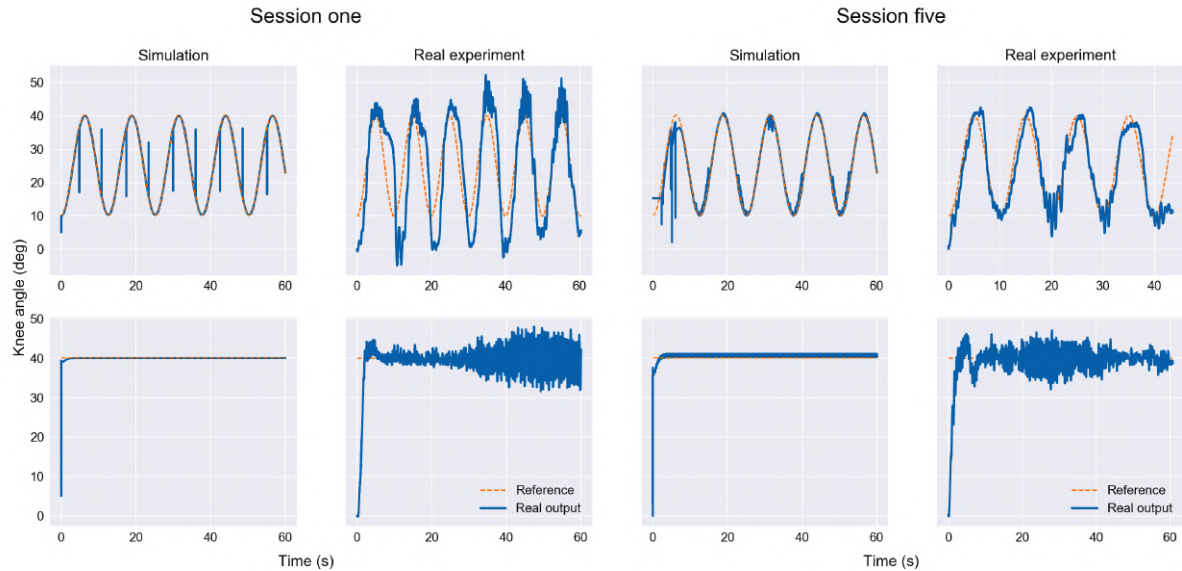 Session one
Session five
Simulation
Real experiment
Simulation
Real experiment
50
40
30
20
10
0
0 20 40 60
0 20 40 60
0 20 40 60
0 10 20 30 40
Knee angle (deg)
50
40
30
20
10
0
Reference
Real output
Reference
Real output
0 20 40 60
0 20 40 60
0 20 40 60
0 20 40 60
Time (s)
Time (s)